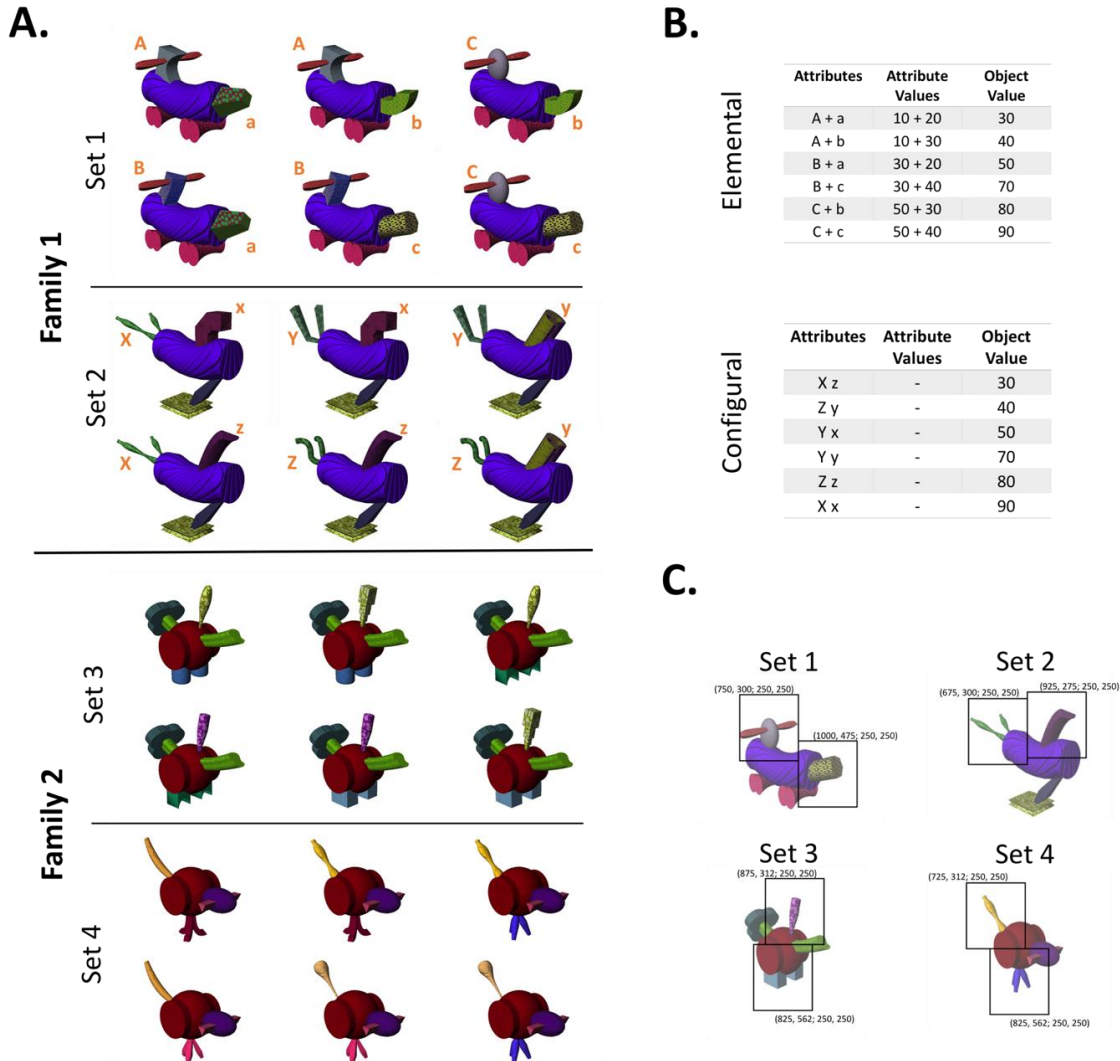 A.
Family 1
Set 1
A
a
A
b
C
b
B
a
B
c
C
c
Set 2
X
x
Y
x
Y
y
X
z
Z
z
Z
y
Family 2
Set 3
Set 4
B.
Elemental
Attributes Attribute Values Object Value
A + a 10 + 20 30
A + b 10 + 30 40
B + a 30 + 20 50
B + c 30 + 40 70
C + b 50 + 30 80
C + c 50 + 40 90
Configural
Attributes Attribute Values Object Value
X z - 30
Z y - 40
Y x - 50
Y y - 70
Z z - 80
X x - 90
C.
Set 1
(750, 300; 250, 250)
(1000, 475; 250, 250)
Set 2
(675, 300; 250, 250)
(925, 275; 250, 250)
Set 3
(875, 312; 250, 250)
(825, 562; 250, 250)
Set 4
(725, 312; 250, 250)
(825, 562; 250, 250)